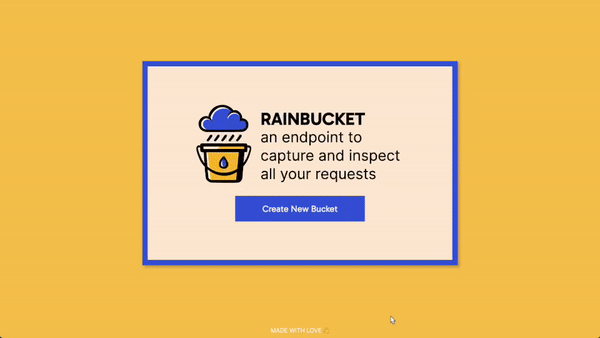 RAINBUCKET
an endpoint to
capture and inspect
all your requests
Create New Bucket
MADE WITH LOVE